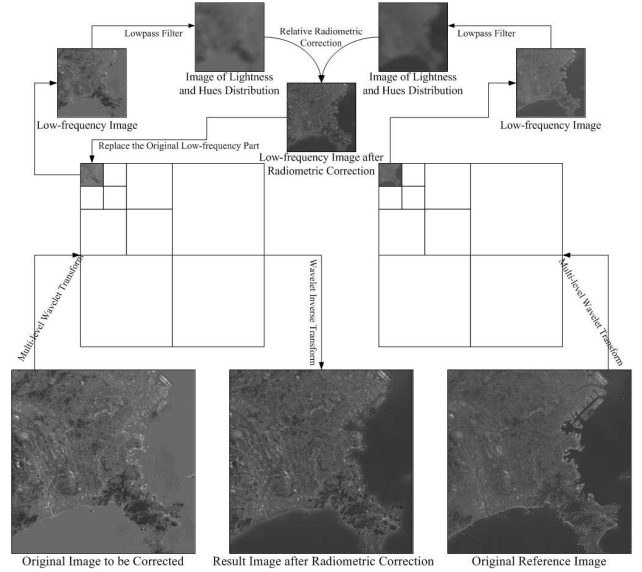 Lowpass Filter
Relative Radiometric
Correction
Lowpass Filter
Image of Lightness
and Hues Distribution
Image of Lightness
and Hues Distribution
Low-frequency Image
Low-frequency Image
Replace the Original Low-frequency Part
Low-frequency Image after
Radiometric Correction
Multi-level Wavelet Transform
Wavelet Inverse Transform
Multi-level Wavelet Transform
Original Image to be Corrected
Result Image after Radiometric Correction
Original Reference Image